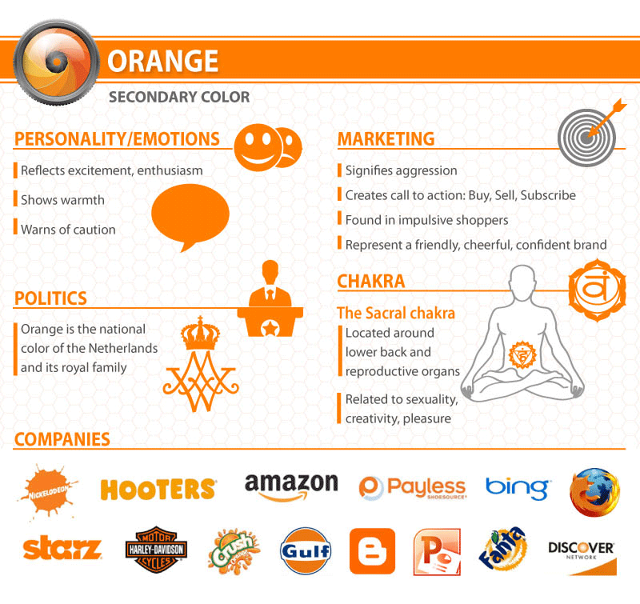 ORANGE
SECONDARY COLOR
PERSONALITY/EMOTIONS
Reflects excitement, enthusiasm
Shows warmth
Warns of caution
MARKETING
Signifies aggression
Creates call to action: Buy, Sell, Subscribe
Found in impulsive shoppers
Represent a friendly, cheerful, confident brand
POLITICS
Orange is the national
color of the Netherlands
and its royal family
CHAKRA
The Sacral chakra
Located around
lower back and
reproductive organs
Related to sexuality,
creativity, pleasure
COMPANIES
NICKELODEON
HOOTERS
amazon
Payless
SHOESOURCE
bing
starz
MOTOR
HARLEY-DAVIDSON
CYCLES
Crush
Gulf
B
P
Fanta
DISCOVER
NETWORK